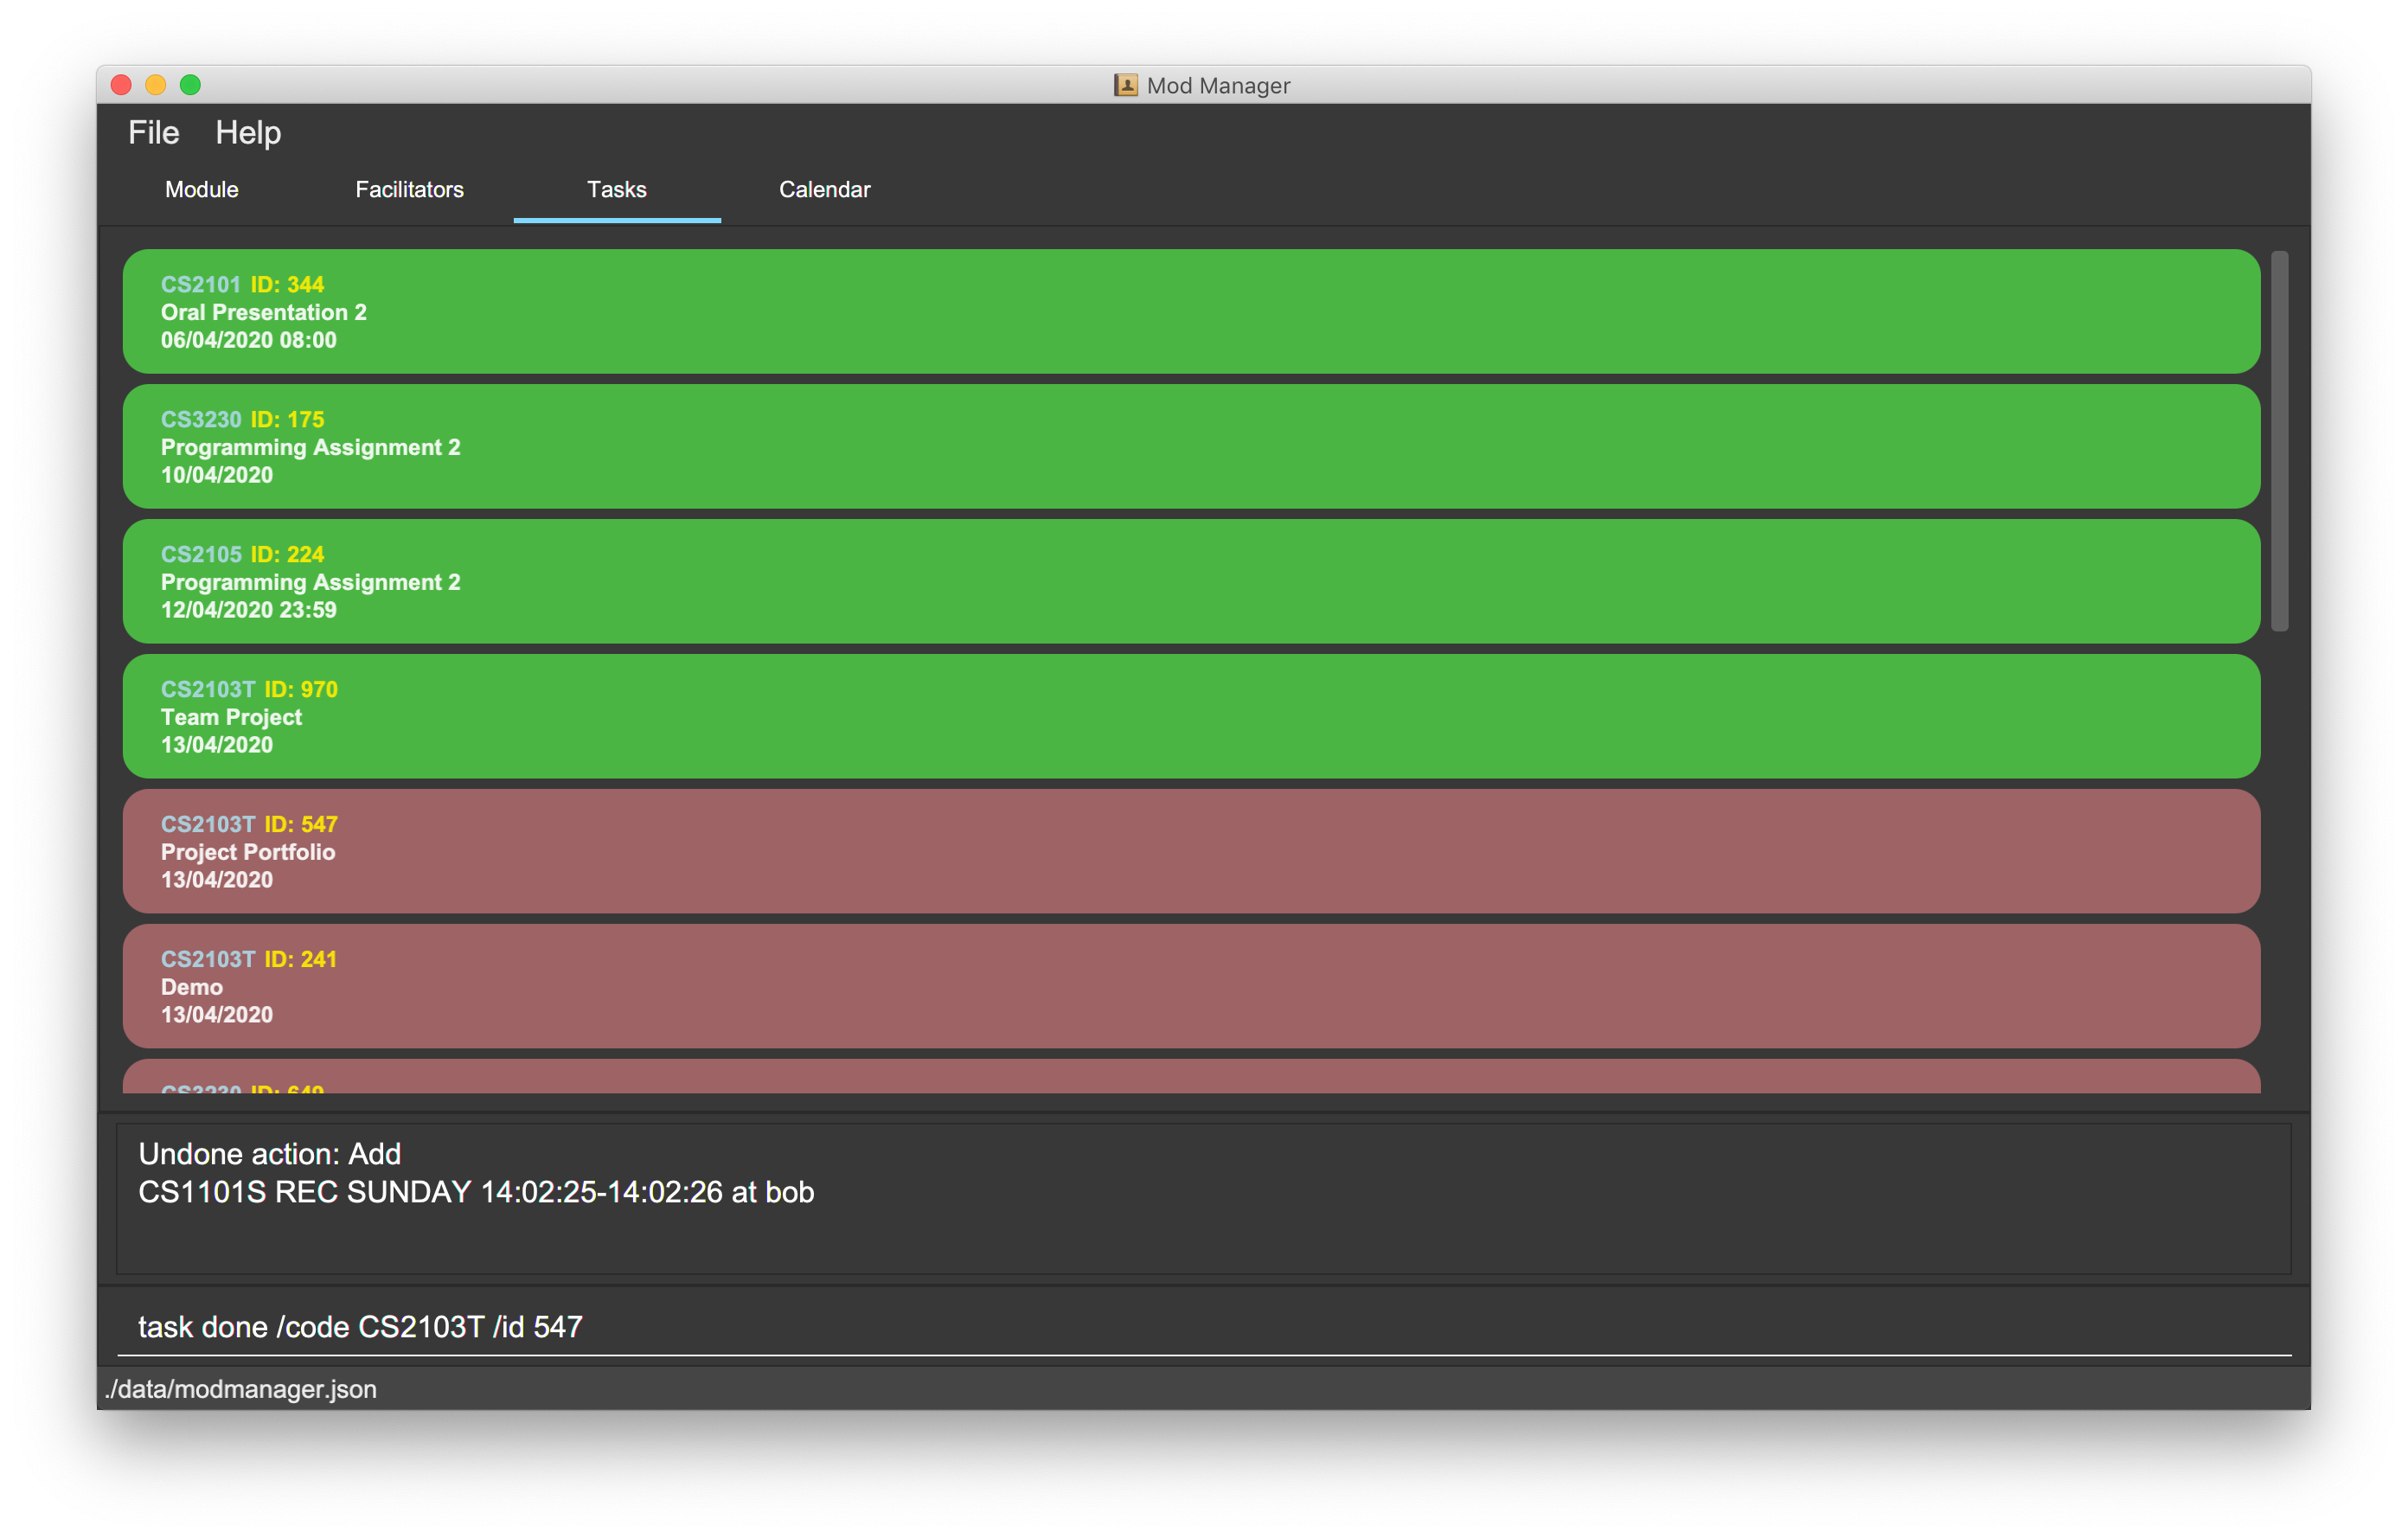 Mod Manager
File Help
Module Facilitators Tasks Calendar
CS2101 ID: 344
Oral Presentation 2
06/04/2020 08:00
CS3230 ID: 175
Programming Assignment 2
10/04/2020
CS2105 ID: 224
Programming Assignment 2
12/04/2020 23:59
CS2103T ID: 970
Team Project
13/04/2020
CS2103T ID: 547
Project Portfolio
13/04/2020
CS2103T ID: 241
Demo
13/04/2020
CS3230 ID: 649
Undone action: Add
CS1101S REC SUNDAY 14:02:25-14:02:26 at bob
task done /code CS2103T /id 547
./data/modmanager.json